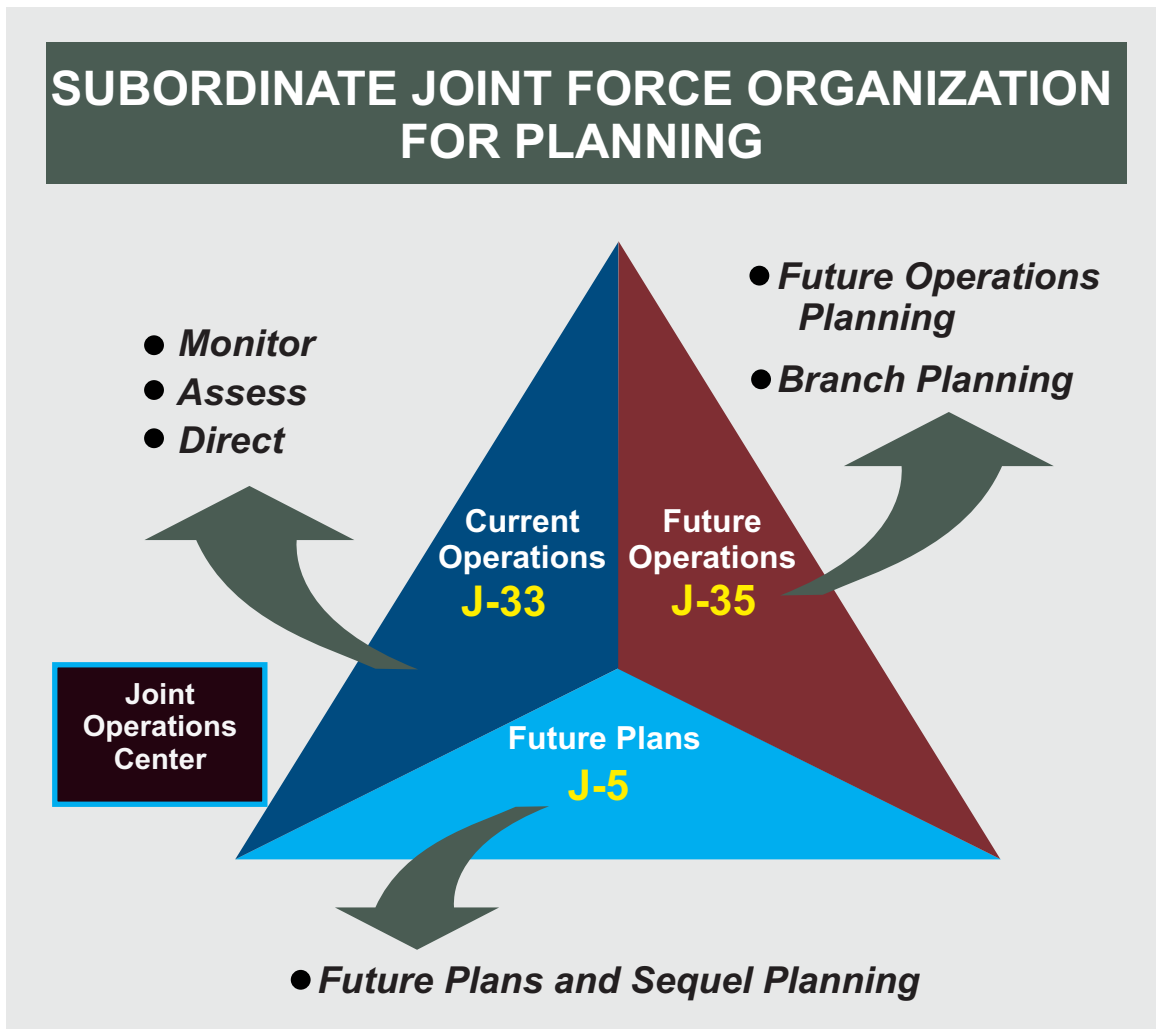 SUBORDINATE JOINT FORCE ORGANIZATION
FOR PLANNING
● Monitor
● Assess
● Direct
● Future Operations
Planning
● Branch Planning
Current
Operations
J-33
Future
Operations
J-35
Joint
Operations
Center
Future Plans
J-5
● Future Plans and Sequel Planning